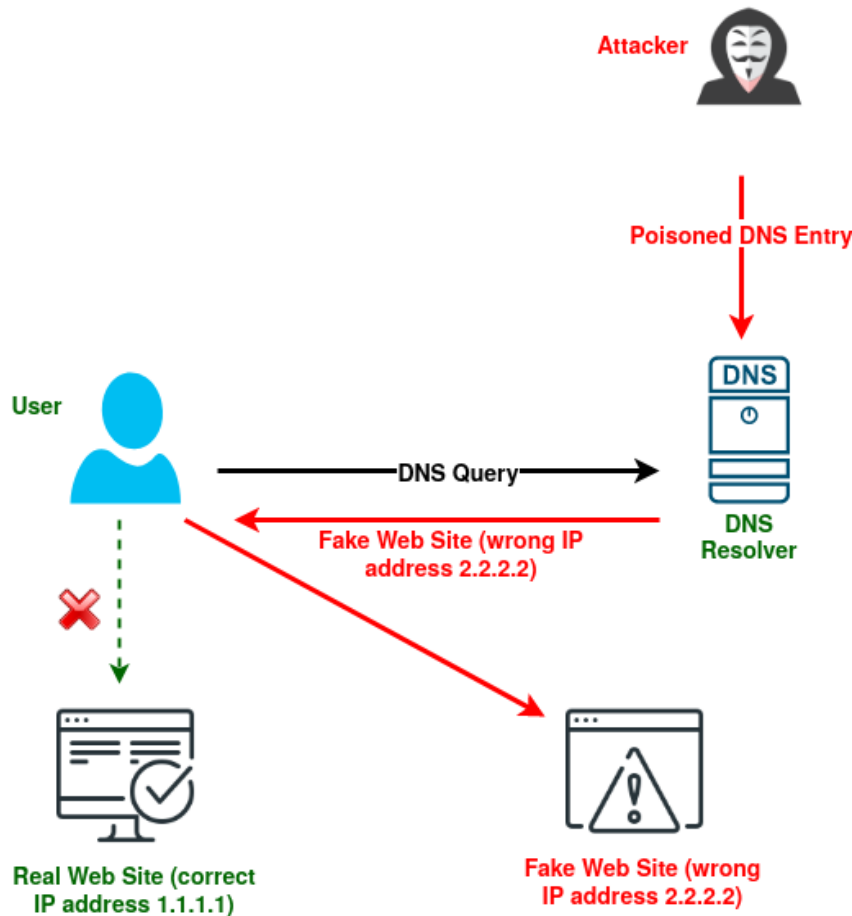 Attacker
Poisoned DNS Entry
DNS
User
DNS Query
DNS
Resolver
Fake Web Site (wrong IP
address 2.2.2.2)
Real Web Site (correct
IP address 1.1.1.1)
Fake Web Site (wrong
IP address 2.2.2.2)